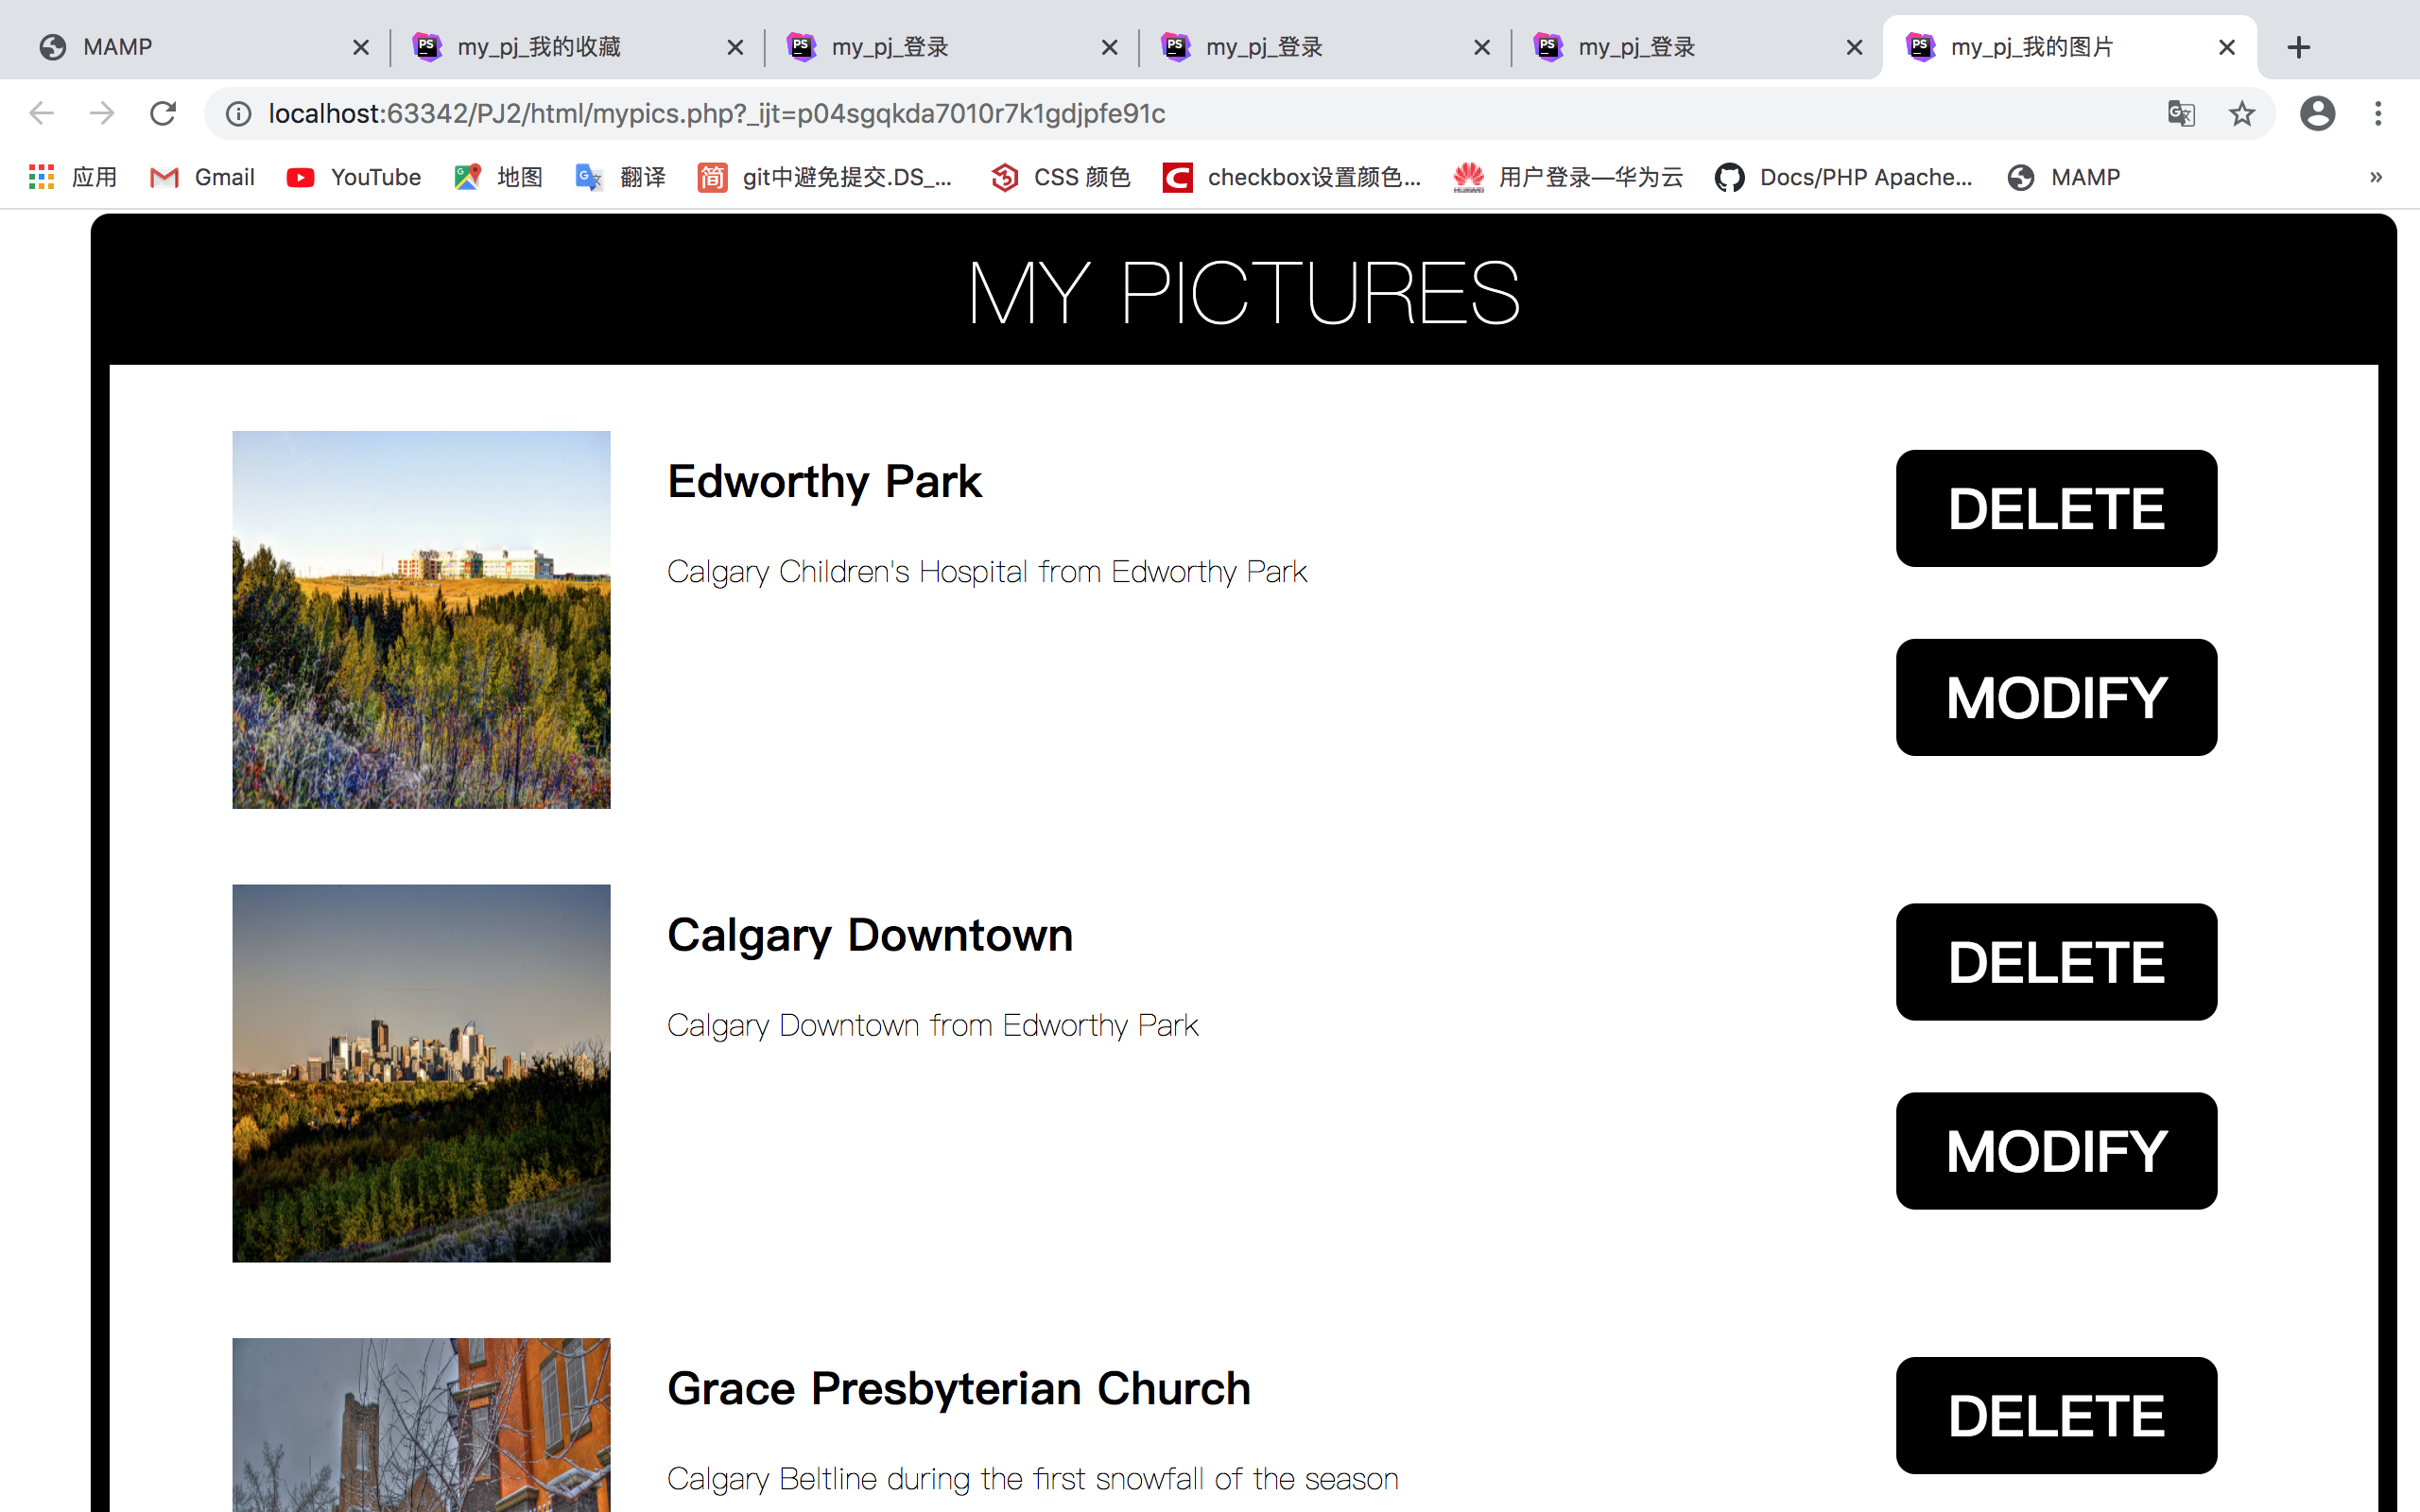 MAMP
my_pj_我的收藏
my_pj_登录
my_pj_登录
my_pj_登录
my_pj_我的图片
localhost:63342/PJ2/html/mypics.php?_ijt=p04sgqkda7010r7k1gdjpfe91c
应用
Gmail
YouTube
地图
翻译
简 git中避免提交.DS_...
CSS 颜色
checkbox设置颜色...
用户登录—华为云
Docs/PHP Apache...
MAMP
»
MY PICTURES
Edworthy Park
Calgary Children's Hospital from Edworthy Park
DELETE
MODIFY
Calgary Downtown
Calgary Downtown from Edworthy Park
DELETE
MODIFY
Grace Presbyterian Church
Calgary Beltline during the first snowfall of the season
DELETE